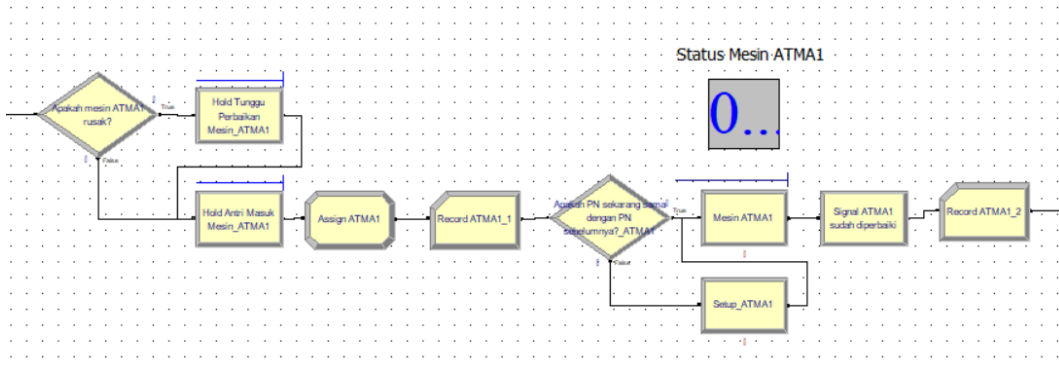 Status Mesin ATMA1
0...
Apakah mesin ATMA1
rusak?
True
False
Hold Tunggu
Perbaikan
Mesin_ATMA1
Hold Antri Masuk
Mesin_ATMA1
Assign ATMA1
Record ATMA1_1
Apakah PN sekarang sama
dengan PN
sebelumnya?_ATMA1
True
False
Mesin ATMA1
Setup_ATMA1
Signal ATMA1
sudah diperbaiki
Record ATMA1_2